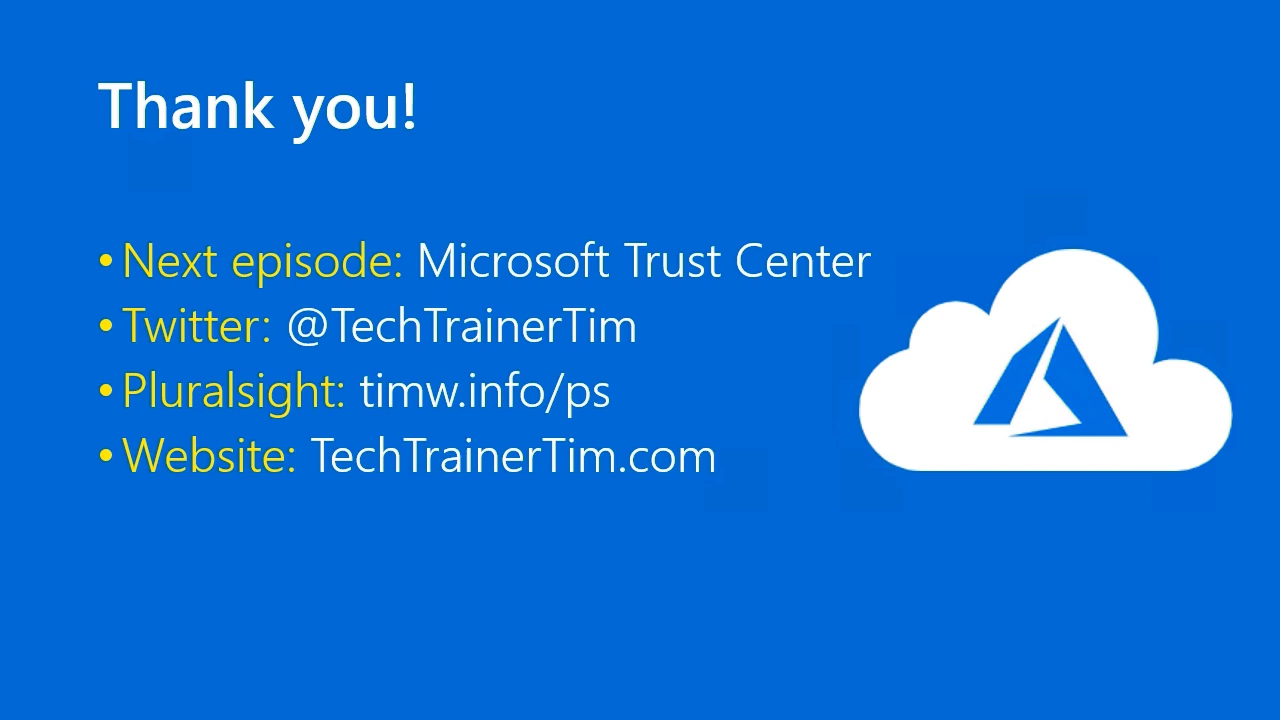 Thank you!
• Next episode: Microsoft Trust Center
• Twitter: @TechTrainerTim
• Pluralsight: timw.info/ps
• Website: TechTrainerTim.com